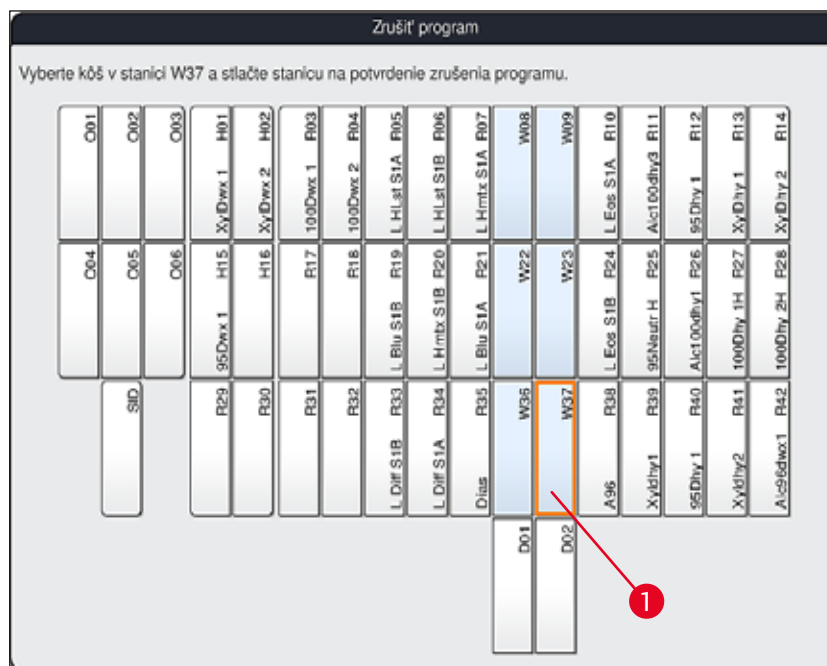 Zrušiť program
Vyberte kôš v stanici W37 a stlačte stanicu na potvrdenie zrušenia programu.
O01
O02
O03
H01 XylDwx 1
H02 XylDwx 2
R03 100Dwx 1
R04 100Dwx 2
R05 L HLst S1A
R06 L HLst S1B
R07 L Hmtx S1A
W08
W09
R10 L Eos S1A
R11 Alc100dhy3
R12 95Dhy 1
R13 XylDhy 1
R14 XylDhy 2
O04
O05
O06
H15 95Dwx 1
H16
R17
R18
R19 L Blu S1B
R20 L Hmtx S1B
R21 L Blu S1A
W22
W23
R24 L Eos S1B
R25 95Neutr H
R26 Alc100dhy1
R27 100Dhy 1H
R28 100Dhy 2H
SID
R29
R30
R31
R32
R33 L Diff S1B
R34 L Diff S1A
R35 Dias
W36
W37
R38 A96
R39 Xyldhy1
R40 95Dhy 1
R41 Xyldhy2
R42 Alc96dwx1
D01
D02
1